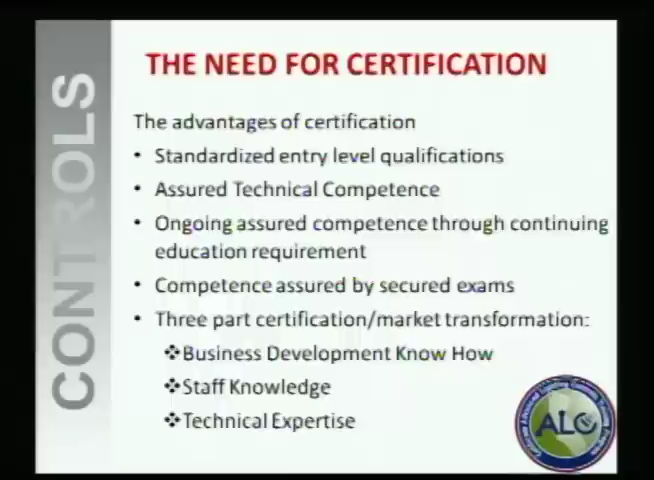 CONTROLS
THE NEED FOR CERTIFICATION
The advantages of certification
• Standardized entry level qualifications
• Assured Technical Competence
• Ongoing assured competence through continuing
education requirement
• Competence assured by secured exams
• Three part certification/market transformation:
❖Business Development Know How
❖Staff Knowledge
❖Technical Expertise
ALC